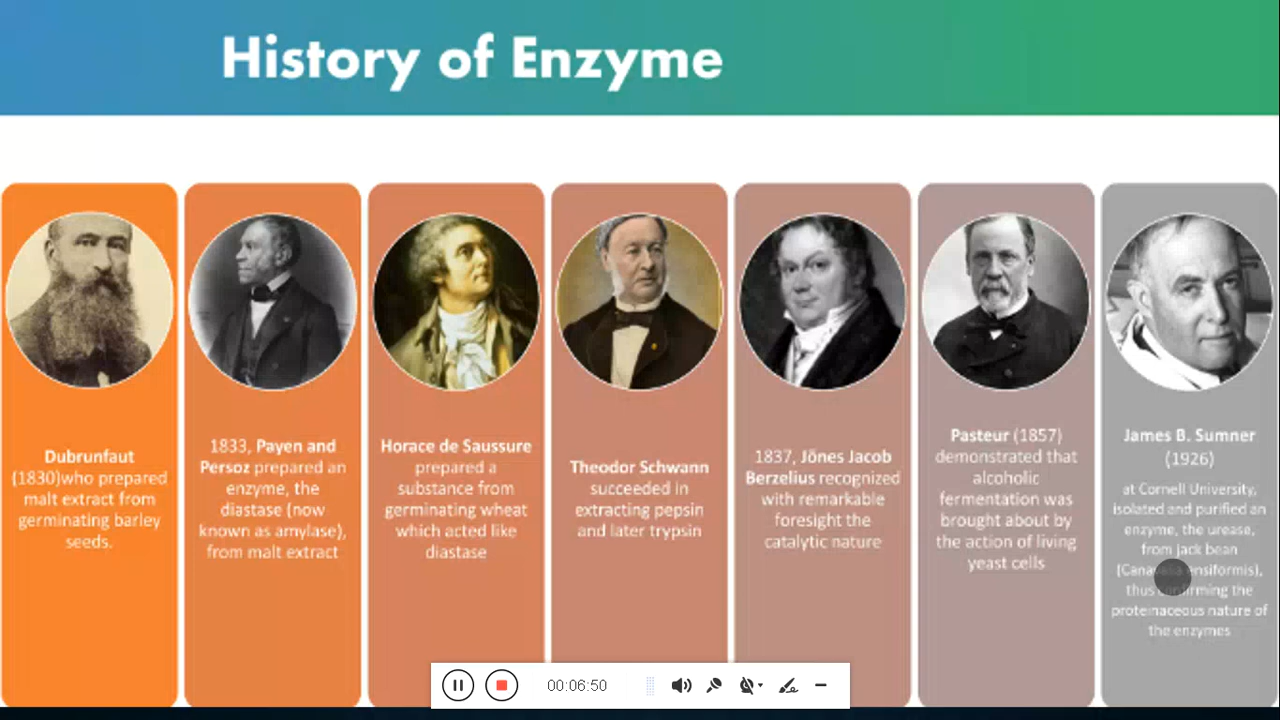 History of Enzyme
Dubrunfaut
(1830)who prepared
malt extract from
germinating barley
seeds.
1833, Payen and
Persoz prepared an
enzyme, the
diastase (now
known as amylase),
from malt extract
Horace de Saussure
prepared a
substance from
germinating wheat
which acted like
diastase
Theodor Schwann
succeeded in
extracting pepsin
and later trypsin
1837, Jõnes Jacob
Berzelius recognized
with remarkable
foresight the
catalytic nature
Pasteur (1857)
demonstrated that
alcoholic
fermentation was
brought about by
the action of living
yeast cells
James B. Sumner
(1926)
at Cornell University,
isolated and purified an
enzyme, the urease,
from jack bean
thus confirming the
proteinaceous nature of
the enzymes
00:06:50